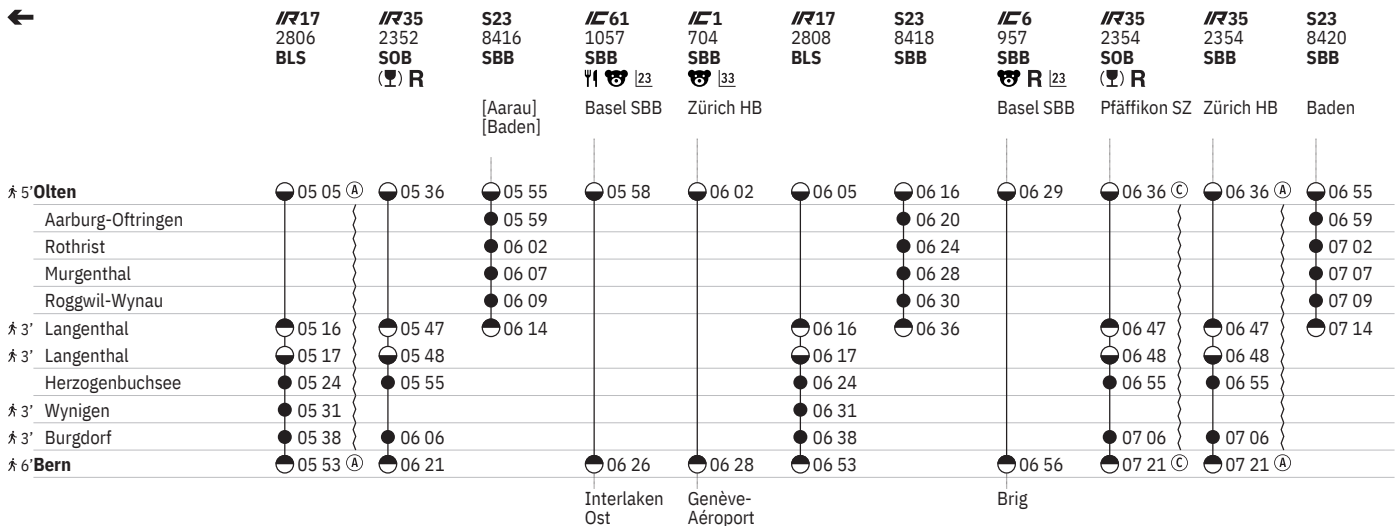 IR17 IR35 S23 IC61 IC1 IR17 S23 IC6 IR35 IR35 S23
2806 2352 8416 1057 704 2808 8418 957 2354 2354 8420
BLS SOB SBB SBB SBB BLS SBB SBB SOB SBB SBB
R 23 33 R 23 R
[Aarau] Basel SBB Zürich HB Basel SBB Pfäffikon SZ Zürich HB Baden
[Baden]
5' Olten 05 05 A 05 36 05 55 05 58 06 02 06 05 06 16 06 29 06 36 C 06 36 A 06 55
Aarburg-Oftringen 05 59 06 20 06 59
Rothrist 06 02 06 24 07 02
Murgenthal 06 07 06 28 07 07
Roggwil-Wynau 06 09 06 30 07 09
3' Langenthal 05 16 05 47 06 14 06 16 06 36 06 47 06 47 07 14
3' Langenthal 05 17 05 48 06 17 06 48 06 48
Herzogenbuchsee 05 24 05 55 06 24 06 55 06 55
3' Wynigen 05 31 06 31
3' Burgdorf 05 38 06 06 06 38 07 06 07 06
6' Bern 05 53 A 06 21 06 26 06 28 06 53 06 56 07 21 C 07 21 A
Interlaken Genève- Brig
Ost Aéroport